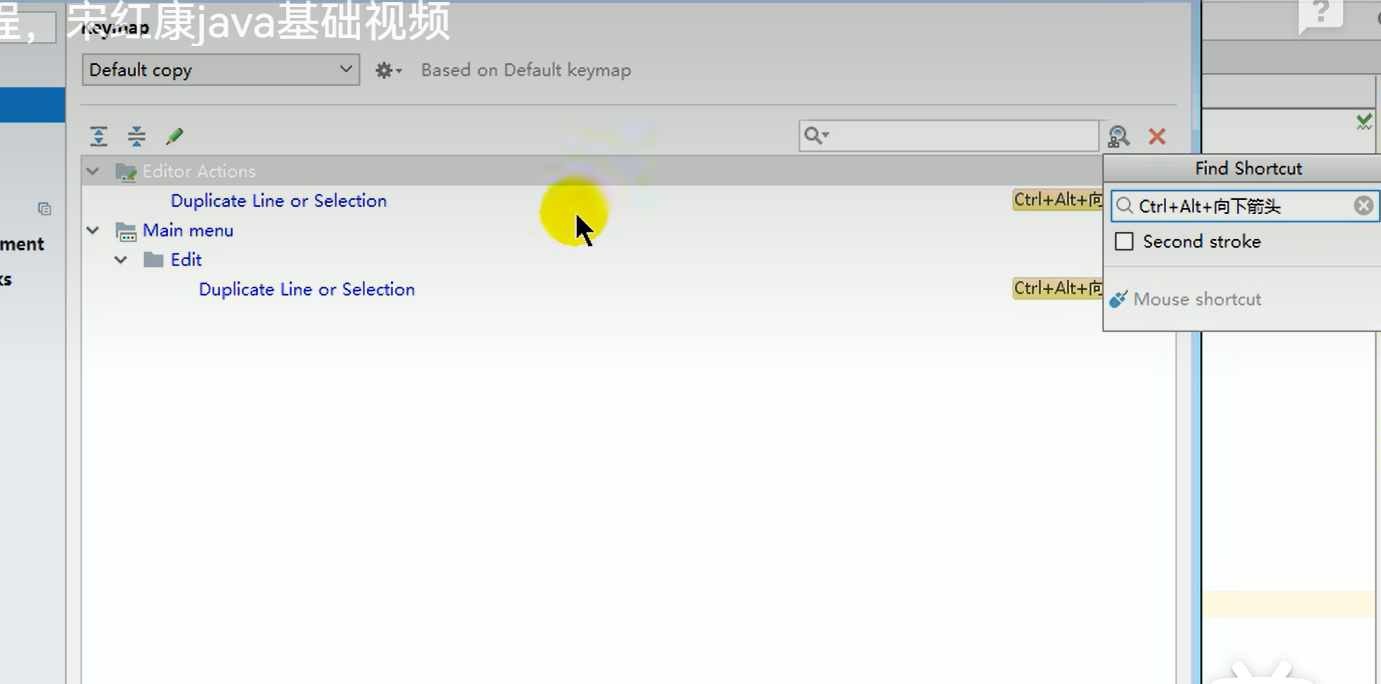 程，宋红康java基础视频
Keymap
Default copy
Based on Default keymap
Editor Actions
Duplicate Line or Selection
Ctrl+Alt+向
Main menu
Edit
Duplicate Line or Selection
Ctrl+Alt+向
Find Shortcut
Ctrl+Alt+向下箭头
Second stroke
Mouse shortcut
ment
ks